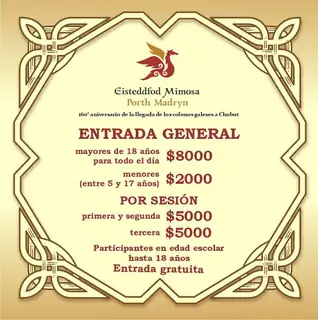 Eisteddfod Mimosa
Porth Madryn
160° aniversario de la llegada de los colonos galeses a Chubut
ENTRADA GENERAL
mayores de 18 años
para todo el día $8000
menores
(entre 5 y 17 años) $2000
POR SESIÓN
primera y segunda $5000
tercera $5000
Participantes en edad escolar
hasta 18 años
Entrada gratuita